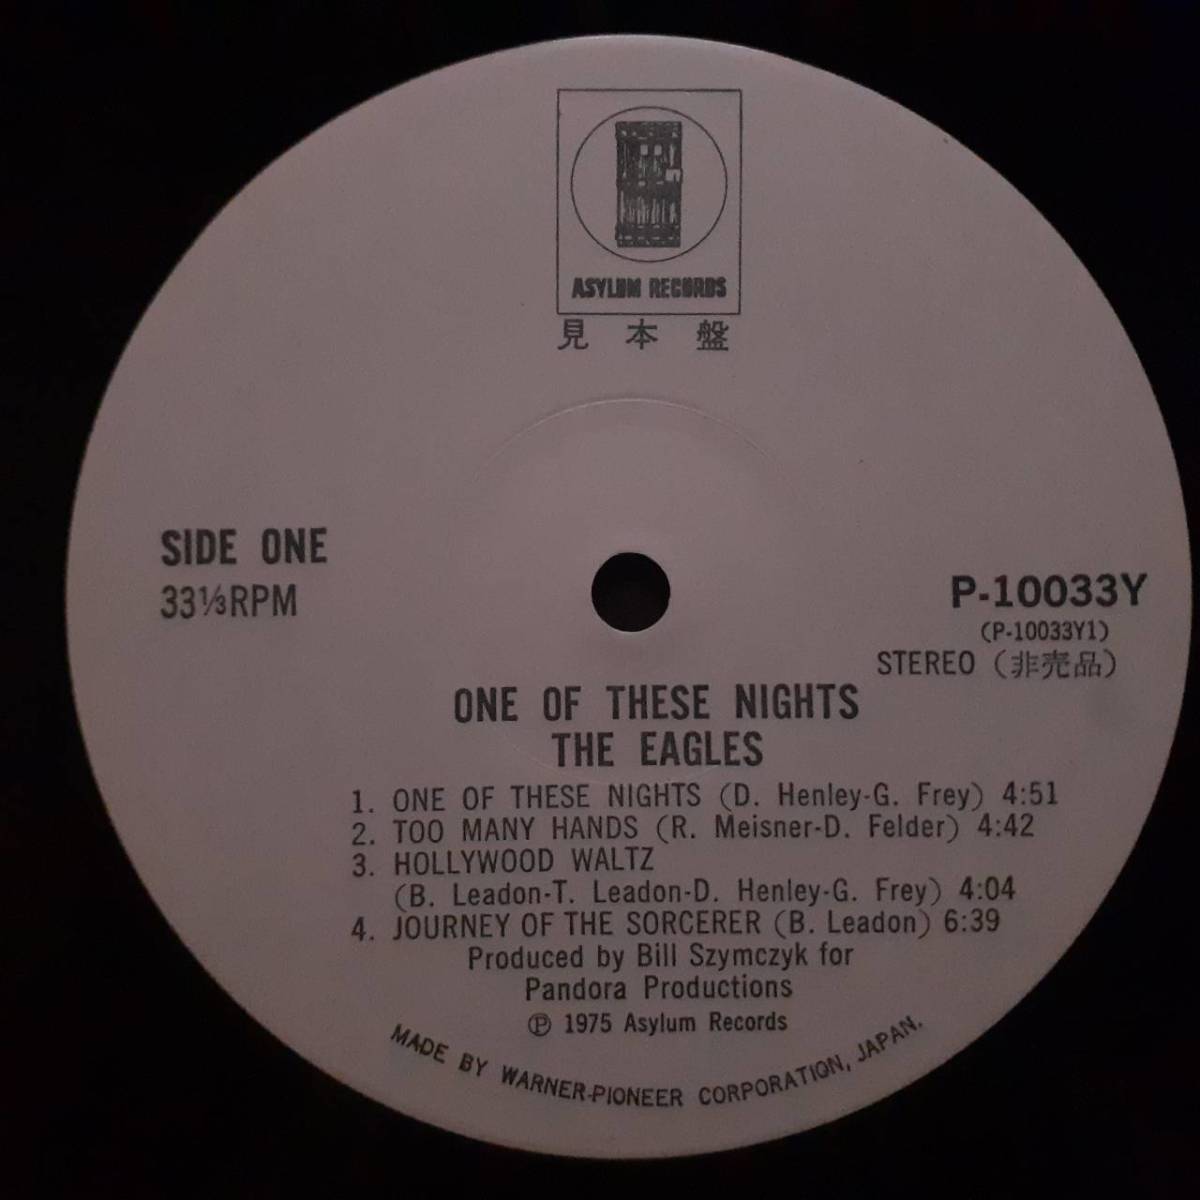 ASYLUM RECORDS
見本盤
SIDE ONE
33⅓RPM
P-10033Y
(P-10033Y1)
STEREO (非売品)
ONE OF THESE NIGHTS
THE EAGLES
1. ONE OF THESE NIGHTS (D. Henley-G. Frey) 4:51
2. TOO MANY HANDS (R. Meisner-D. Felder) 4:42
3. HOLLYWOOD WALTZ
(B. Leadon-T. Leadon-D. Henley-G. Frey) 4:04
4. JOURNEY OF THE SORCERER (B. Leadon) 6:39
Produced by Bill Szymczyk for
Pandora Productions
℗ 1975 Asylum Records
MADE BY WARNER-PIONEER CORPORATION, JAPAN.